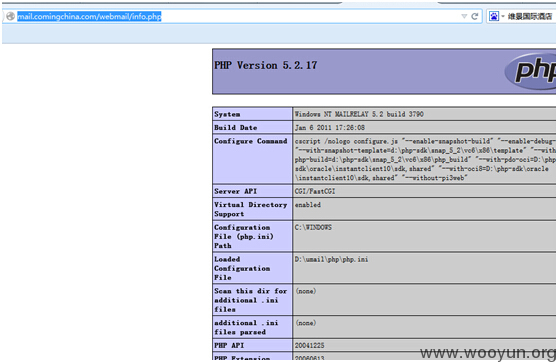 mail.comingchina.com/webmail/info.php
维景国际酒店
PHP Version 5.2.17
php
System
Windows NT MAILRELAY 5.2 build 3790
Build Date
Jan 6 2011 17:26:08
Configure Command
cscript /nologo configure.js "--enable-snapshot-build" "--enable-debug-
"--with-snapshot-template=d:\php-sdk\snap_5_2\vc6\x86\template" "--with
php-build=d:\php-sdk\snap_5_2\vc6\x86\php_build" "--with-pdo-oci=D:\php
sdk\oracle\instantclient10\sdk,shared" "--with-oci8=D:\php-sdk\oracle
\instantclient10\sdk,shared" "--without-pi3web"
Server API
CGI/FastCGI
Virtual Directory
Support
enabled
Configuration
File (php.ini)
Path
C:\WINDOWS
Loaded
Configuration
File
D:\umail\php\php.ini
Scan this dir for
additional .ini
files
(none)
additional .ini
files parsed
(none)
PHP API
20041225
PHP Extension
20060613
www.wooyun.org